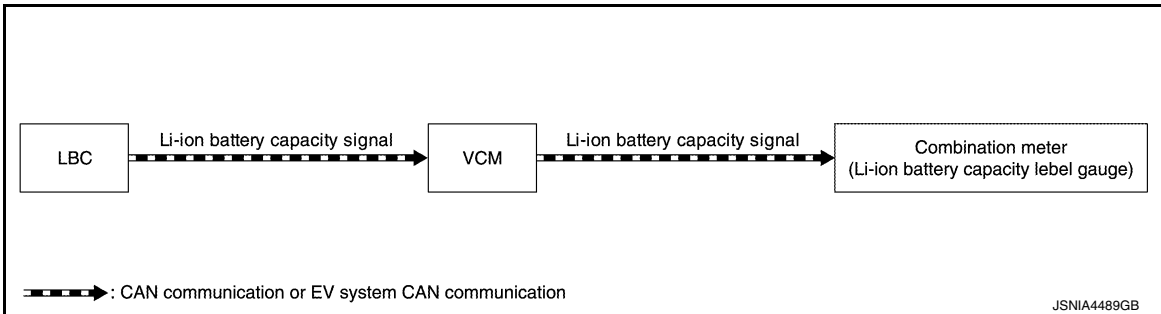 Li-ion battery capacity signal
Li-ion battery capacity signal
LBC
VCM
Combination meter
(Li-ion battery capacity lebel gauge)
: CAN communication or EV system CAN communication
JSNIA4489GB